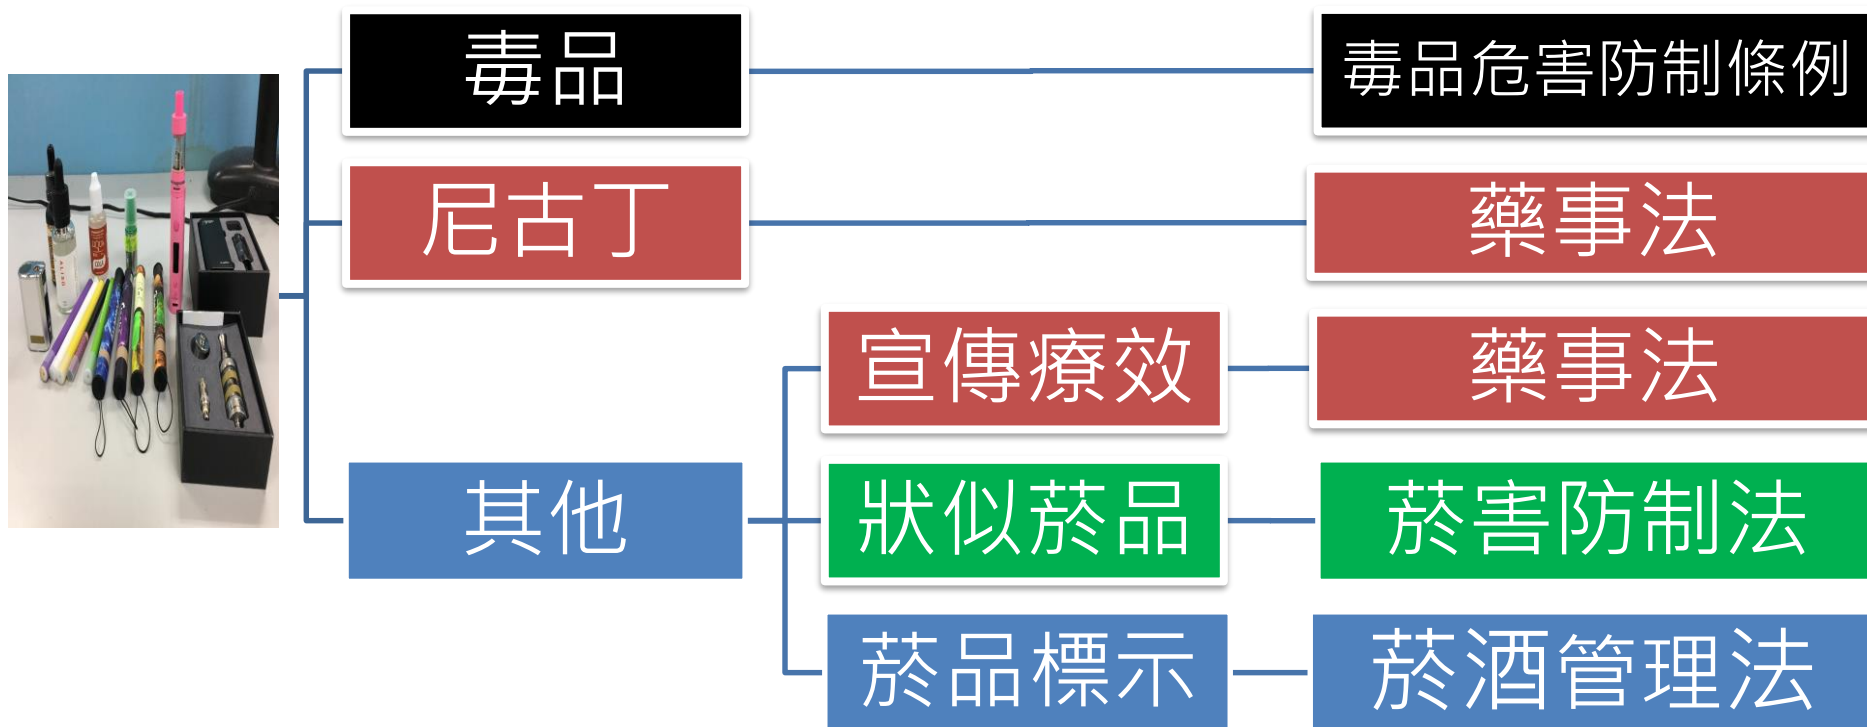 毒品
毒品危害防制條例
尼古丁
藥事法
宣傳療效
藥事法
其他
狀似菸品
菸害防制法
菸品標示
菸酒管理法